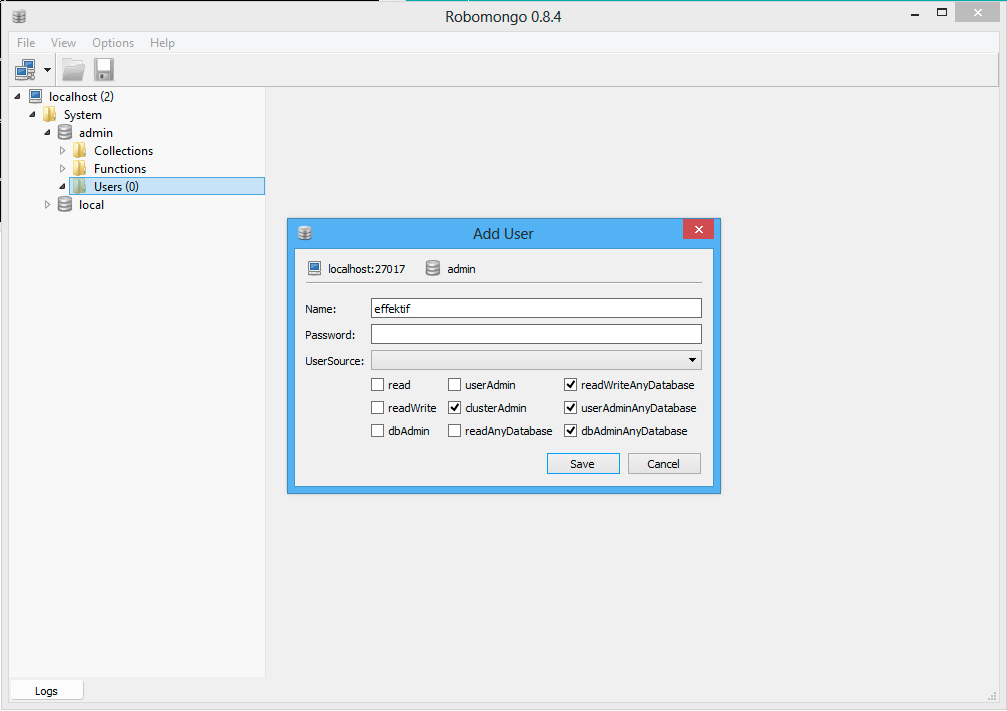 Robomongo 0.8.4
File View Options Help
localhost (2)
System
admin
Collections
Functions
Users (0)
local
Add User
localhost:27017 admin
Name: effektif
Password:
UserSource:
read userAdmin readWriteAnyDatabase
readWrite clusterAdmin userAdminAnyDatabase
dbAdmin readAnyDatabase dbAdminAnyDatabase
Save Cancel
Logs